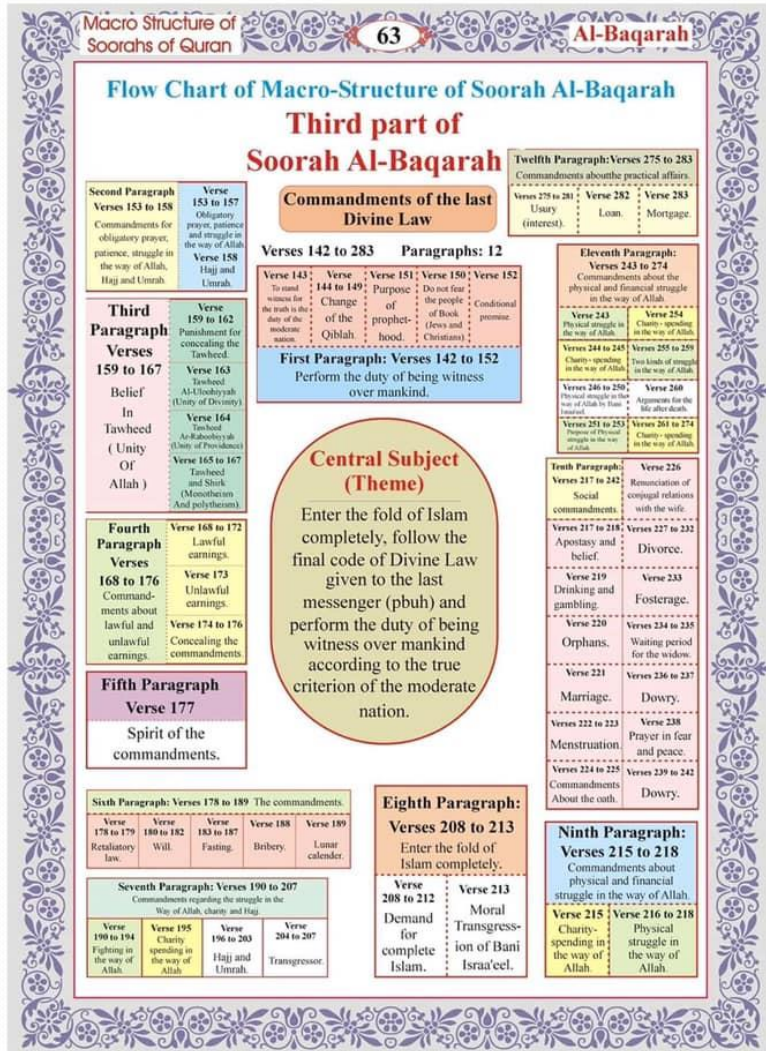 Macro Structure of
Soorahs of Quran
63
Al-Baqarah
Flow Chart of Macro-Structure of Soorah Al-Baqarah
Third part of
Soorah Al-Baqarah
Commandments of the last
Divine Law
Verses 142 to 283 Paragraphs: 12
Verse 143
To stand
witness for
the truth is the
duty of the
moderate
nation.
Verse
144 to 149
Change
of the
Qiblah.
Verse 151
Purpose
of
prophet-
hood.
Verse 150
Do not fear
the people
of Book
(Jews and
Christians)
Verse 152
Conditional
promise.
First Paragraph: Verses 142 to 152
Perform the duty of being witness
over mankind.
Second Paragraph
Verses 153 to 158
Commandments for
obligatory prayer,
patience, struggle in
the way of Allah,
Hajj and Umrah.
Verse
153 to 157
Obligatory
prayer, patience
and struggle in
the way of Allah.
Verse 158
Hajj and
Umrah.
Third
Paragraph
Verses
159 to 167
Belief
In
Tawheed
( Unity
Of
Allah )
Verse
159 to 162
Punishment for
concealing the
Tawheed.
Verse 163
Tawheed
Al-Uloohiyyah
(Unity of Divinity)
Verse 164
Tawheed
Ar-Raboobiyyah
(Unity of Providence)
Verse 165 to 167
Tawheed
and Shirk
(Monotheism
And polytheism).
Fourth
Paragraph
Verses
168 to 176
Command-
ments about
lawful and
unlawful
earnings.
Verse 168 to 172
Lawful
earnings.
Verse 173
Unlawful
earnings.
Verse 174 to 176
Concealing the
commandments.
Fifth Paragraph
Verse 177
Spirit of the
commandments.
Central Subject
(Theme)
Enter the fold of Islam
completely, follow the
final code of Divine Law
given to the last
messenger (pbuh) and
perform the duty of being
witness over mankind
according to the true
criterion of the moderate
nation.
Sixth Paragraph: Verses 178 to 189 The commandments.
Verse
178 to 179
Retaliatory
law.
Verse
180 to 182
Will.
Verse
183 to 187
Fasting.
Verse 188
Bribery.
Verse 189
Lunar
calender.
Seventh Paragraph: Verses 190 to 207
Commandments regarding the struggle in the
Way of Allah, charity and Hajj.
Verse
190 to 194
Fighting in
the way of
Allah.
Verse 195
Charity
spending in
the way of
Allah
Verse
196 to 203
Hajj and
Umrah.
Verse
204 to 207
Transgressor.
Eighth Paragraph:
Verses 208 to 213
Enter the fold of
Islam completely.
Verse
208 to 212
Demand
for
complete
Islam.
Verse 213
Moral
Transgress-
ion of Bani
Israa'eel.
Ninth Paragraph:
Verses 215 to 218
Commandments about
physical and financial
struggle in the way of Allah.
Verse 215
Charity-
spending in
the way of
Allah.
Verse 216 to 218
Physical
struggle in
the way of
Allah.
Tenth Paragraph:
Verses 217 to 242
Social
commandments.
Verse 226
Renunciation of
conjugal relations
with the wife.
Verses 217 to 218
Apostasy and
belief.
Verses 227 to 232
Divorce.
Verse 219
Drinking and
gambling.
Verse 233
Fosterage.
Verse 220
Orphans.
Verses 234 to 235
Waiting period
for the widow.
Verse 221
Marriage.
Verses 236 to 237
Dowry.
Verses 222 to 223
Menstruation.
Verse 238
Prayer in fear
and peace.
Verses 224 to 225
Commandments
About the oath.
Verses 239 to 242
Dowry.
Eleventh Paragraph:
Verses 243 to 274
Commandments about the
physical and financial struggle
in the way of Allah.
Verse 243
Physical struggle in
the way of Allah.
Verse 254
Charity- spending
in the way of Allah.
Verses 244 to 245
Charity- spending
in the way of Allah.
Verses 255 to 259
Two kinds of struggle
in the way of Allah.
Verses 246 to 250
Physical struggle in the
way of Allah by Bani
Israa'eel.
Verse 260
Arguments for the
life after death.
Verses 251 to 253
Purpose of Physical
struggle in the way
of Allah.
Verses 261 to 274
Charity- spending
in the way of Allah.
Twelfth Paragraph:Verses 275 to 283
Commandments aboutthe practical affairs.
Verses 275 to 281
Usury
(interest).
Verse 282
Loan.
Verse 283
Mortgage.